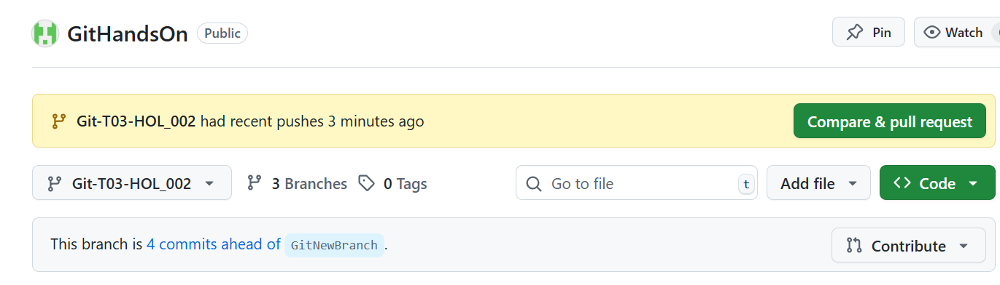 GitHandsOn Public Pin Watch
Git-T03-HOL_002 had recent pushes 3 minutes ago Compare & pull request
Git-T03-HOL_002 3 Branches 0 Tags Go to file t Add file <> Code
This branch is 4 commits ahead of GitNewBranch. Contribute